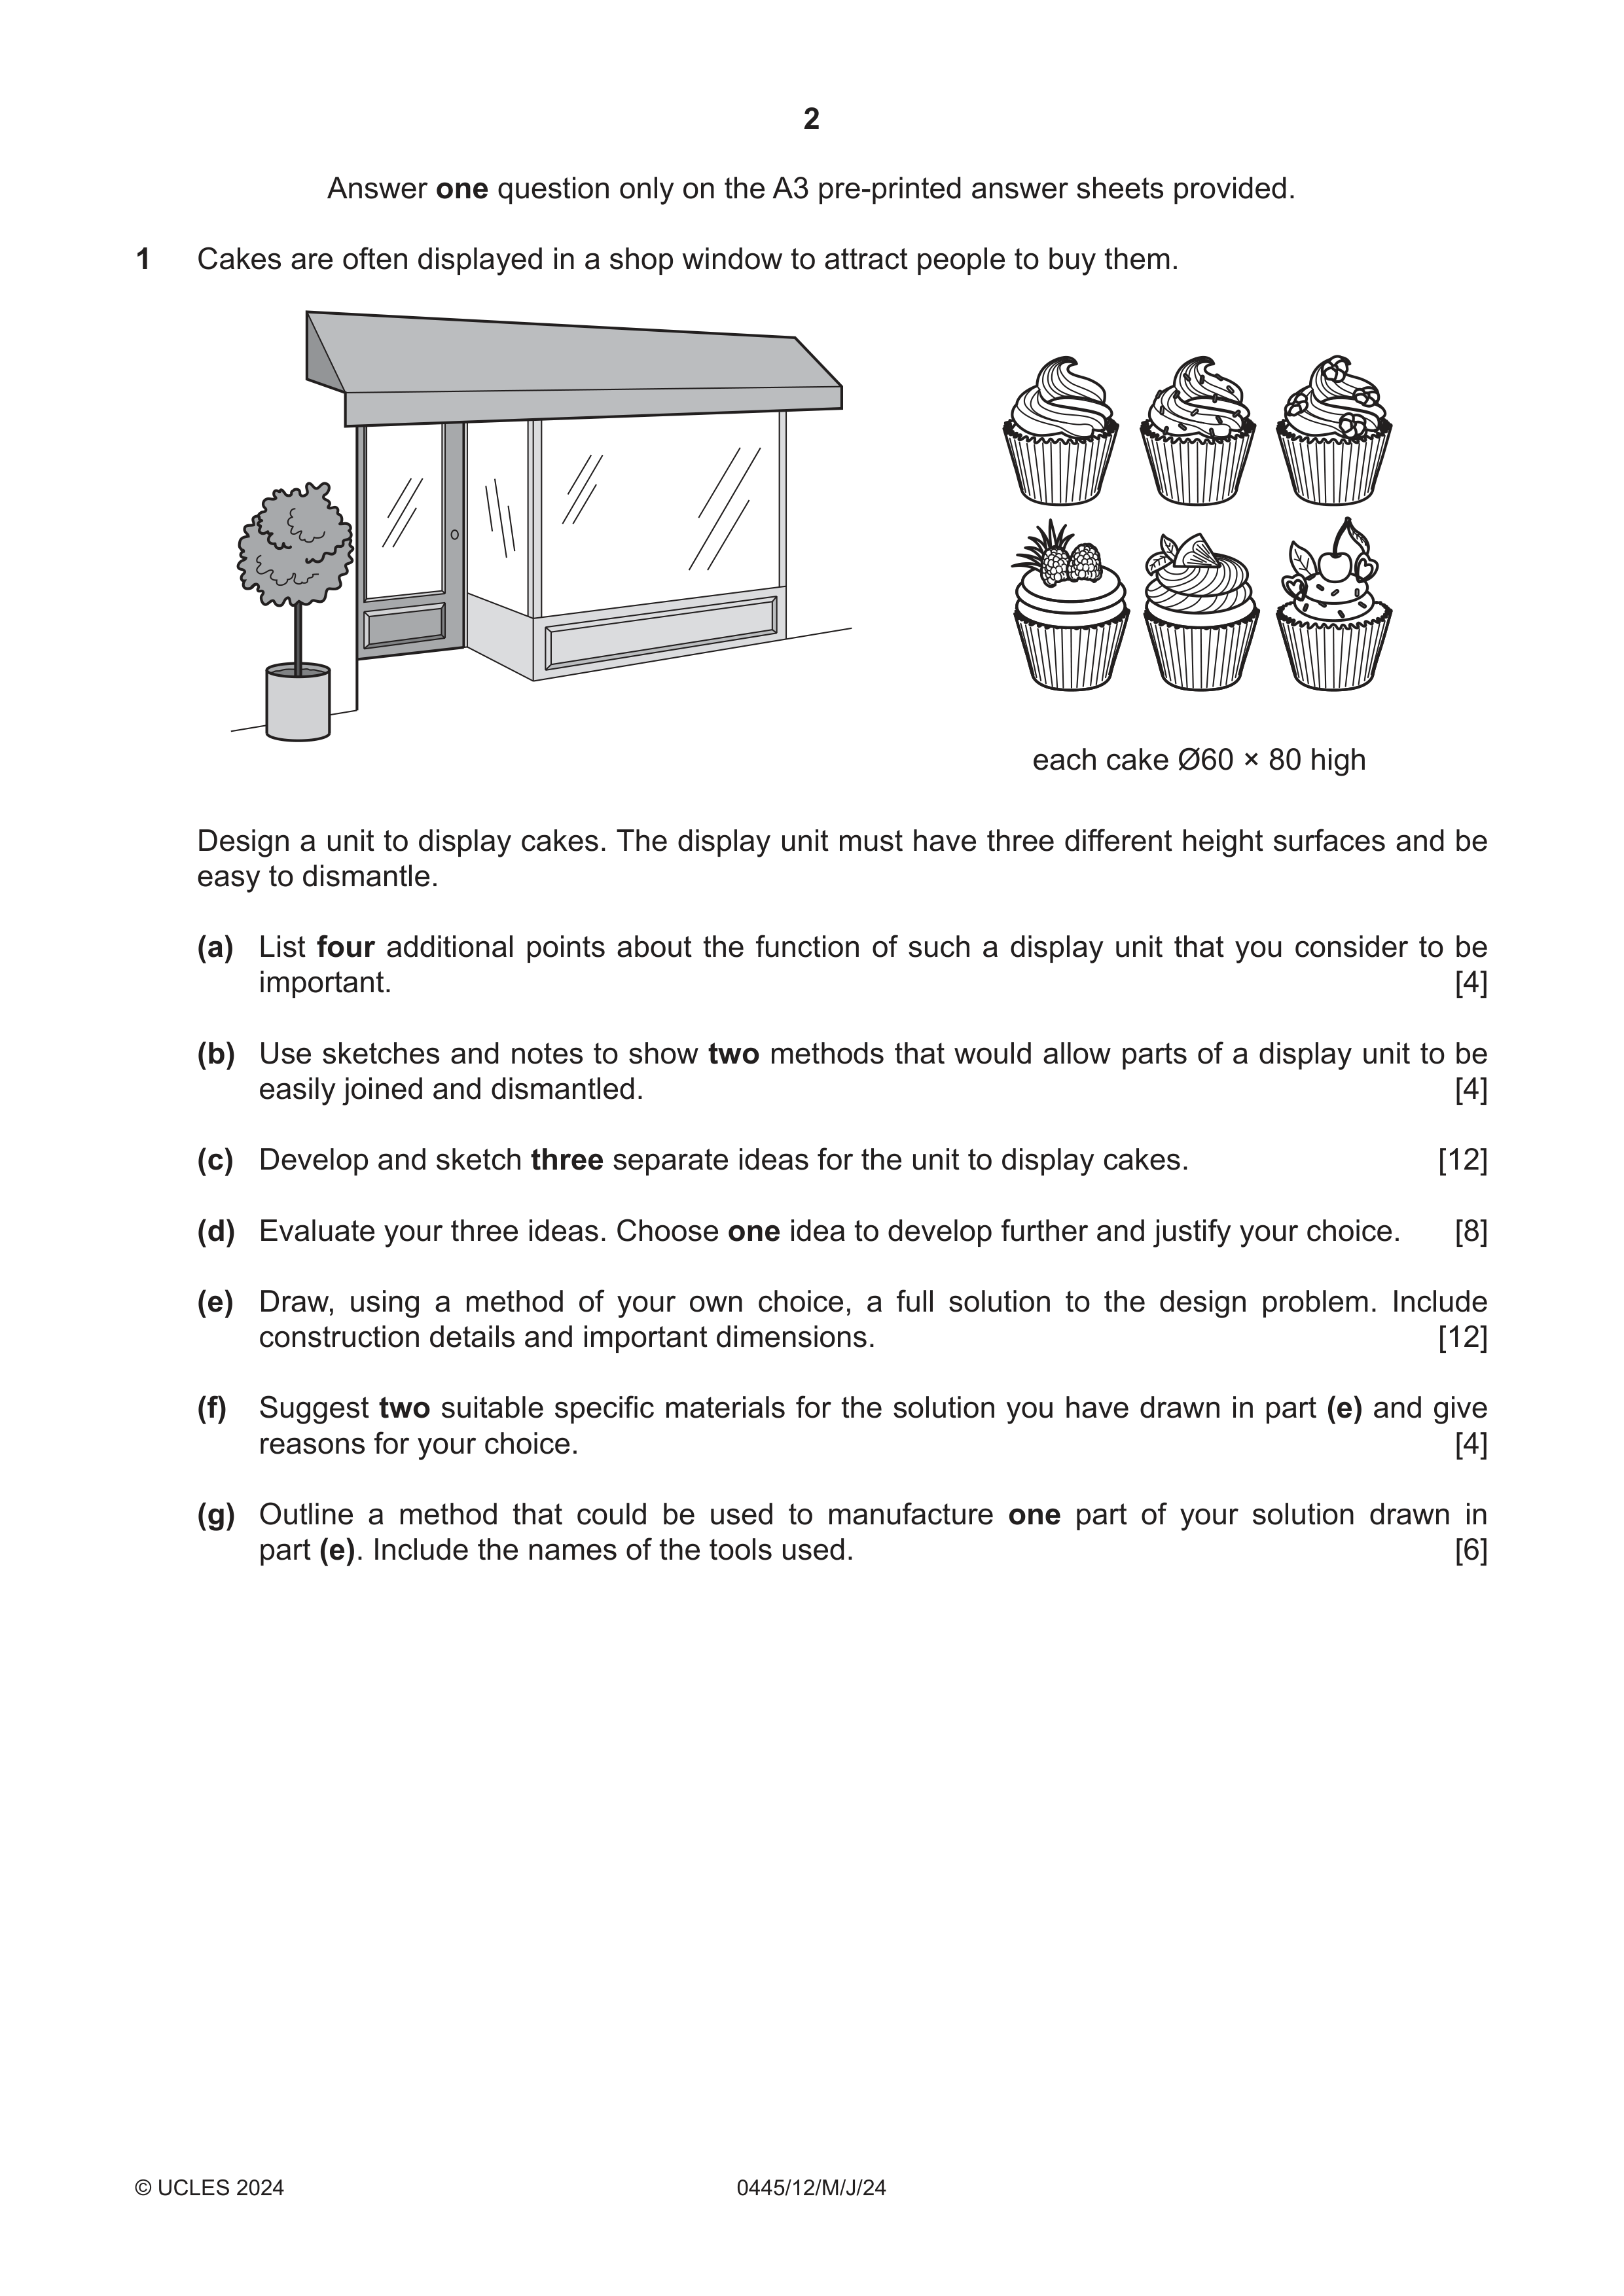 2
Answer one question only on the A3 pre-printed answer sheets provided.
1 Cakes are often displayed in a shop window to attract people to buy them.
each cake Ø60 × 80 high
Design a unit to display cakes. The display unit must have three different height surfaces and be
easy to dismantle.
(a) List four additional points about the function of such a display unit that you consider to be
important. [4]
(b) Use sketches and notes to show two methods that would allow parts of a display unit to be
easily joined and dismantled. [4]
(c) Develop and sketch three separate ideas for the unit to display cakes. [12]
(d) Evaluate your three ideas. Choose one idea to develop further and justify your choice. [8]
(e) Draw, using a method of your own choice, a full solution to the design problem. Include
construction details and important dimensions. [12]
(f) Suggest two suitable specific materials for the solution you have drawn in part (e) and give
reasons for your choice. [4]
(g) Outline a method that could be used to manufacture one part of your solution drawn in
part (e). Include the names of the tools used. [6]
© UCLES 2024 0445/12/M/J/24